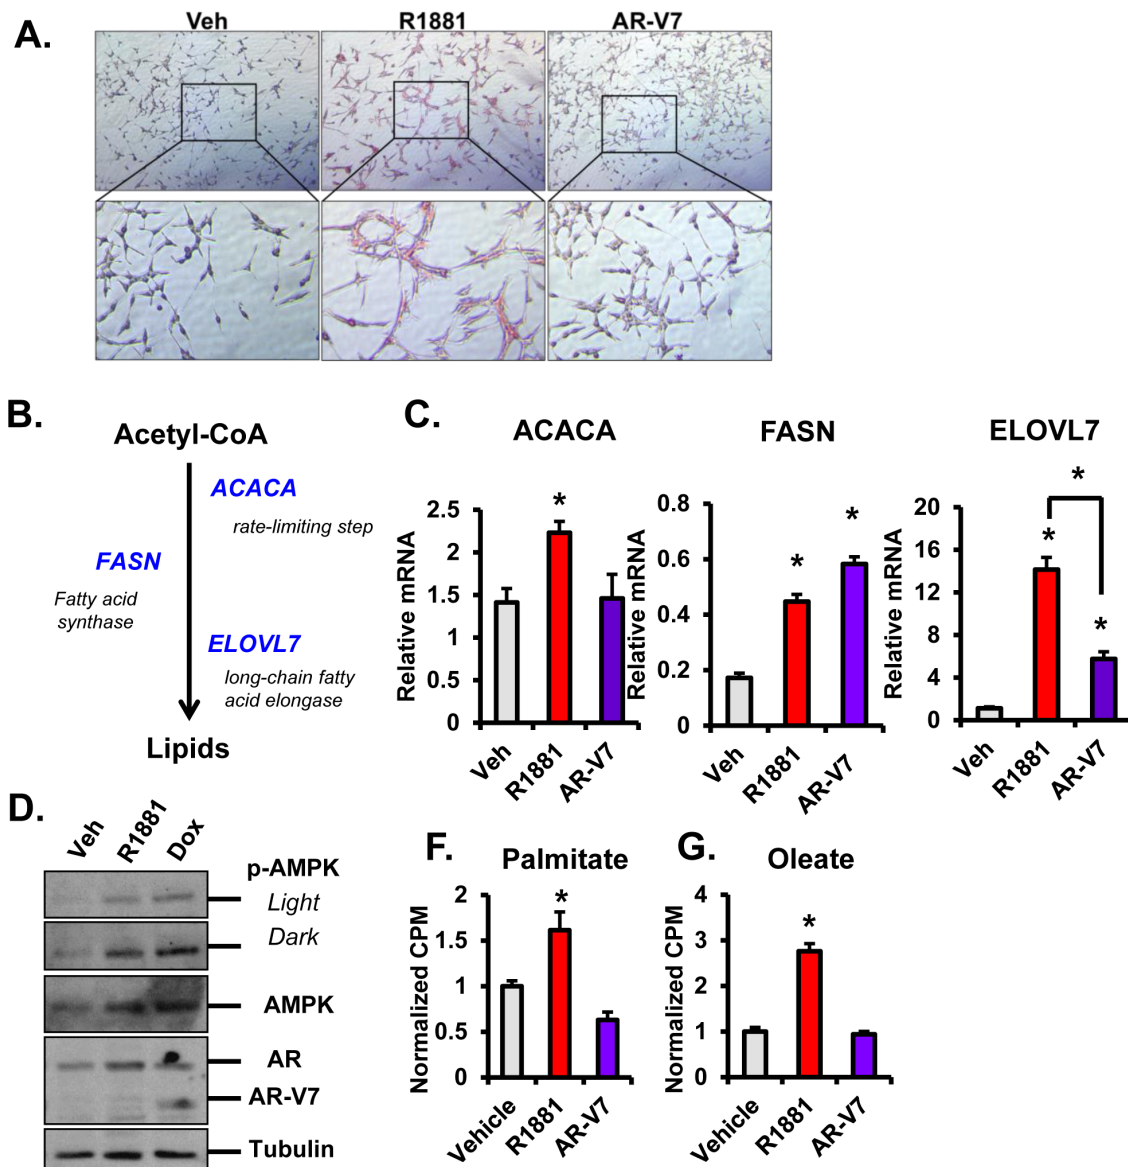 A.
Veh R1881 AR-V7
B.
Acetyl-CoA
ACACA
rate-limiting step
FASN
Fatty acid
synthase
ELOVL7
long-chain fatty
acid elongase
Lipids
C.
ACACA
Relative mRNA
2.5
2
1.5
1
0.5
0
*
Veh
R1881
AR-V7
FASN
Relative mRNA
0.8
0.6
0.4
0.2
0
*
*
Veh
R1881
AR-V7
ELOVL7
Relative mRNA
20
16
12
8
4
0
*
*
*
Veh
R1881
AR-V7
D.
Veh
R1881
Dox
p-AMPK
Light
Dark
AMPK
AR
AR-V7
Tubulin
F.
Palmitate
Normalized CPM
2
1.5
1
0.5
0
*
Vehicle
R1881
AR-V7
G.
Oleate
Normalized CPM
4
3
2
1
0
*
Vehicle
R1881
AR-V7